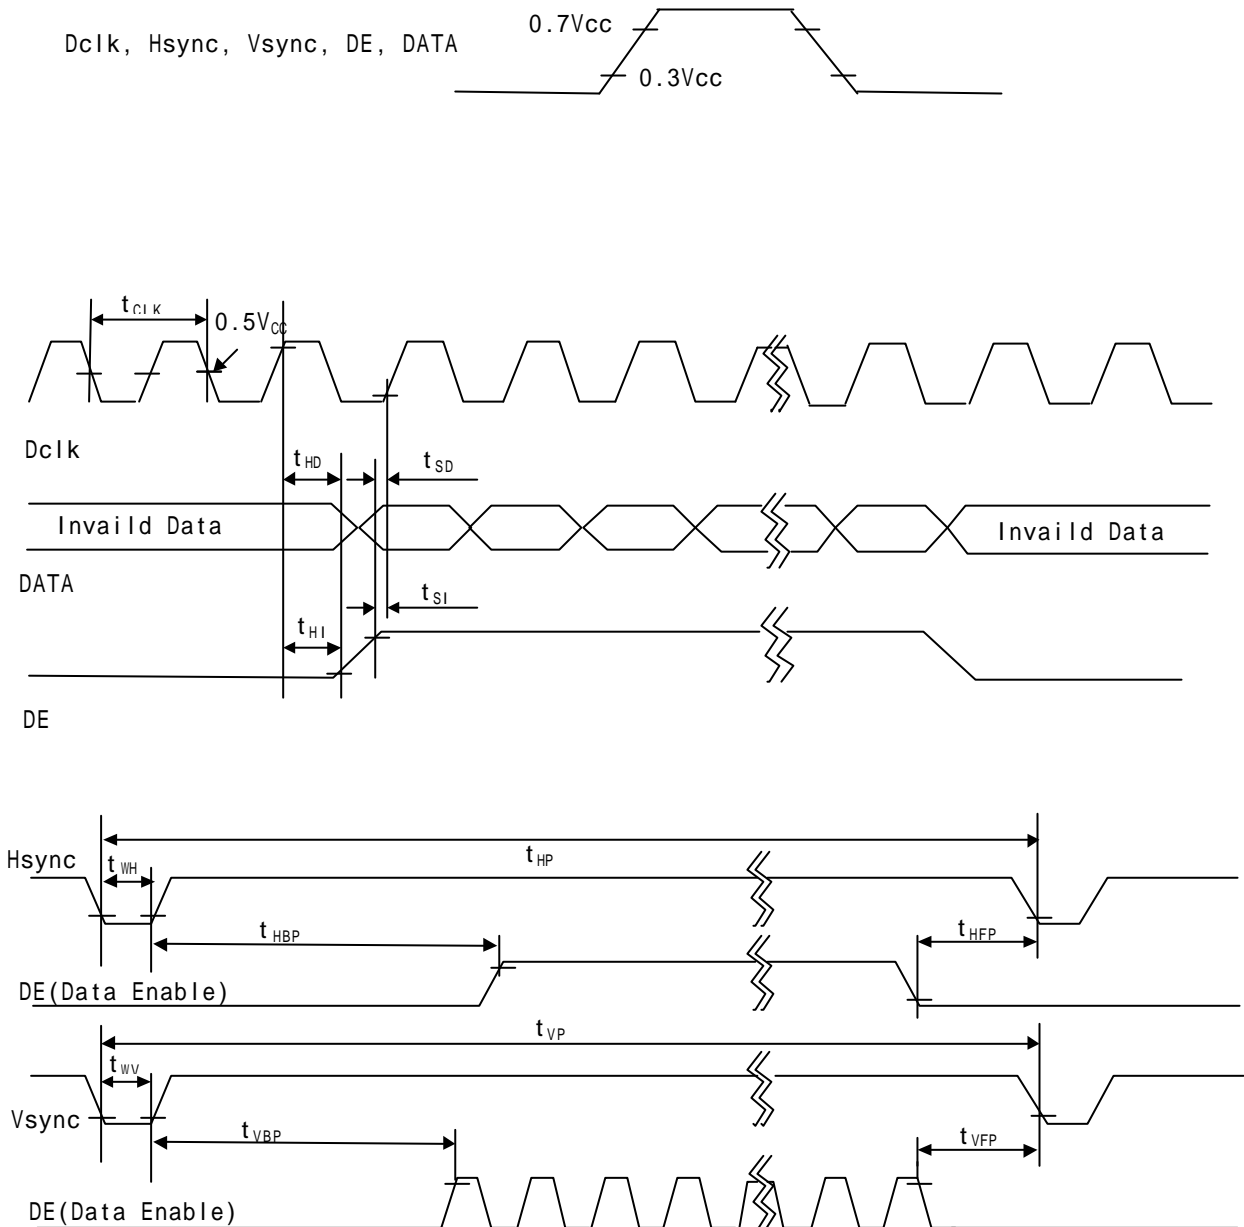 0.7Vcc
Dclk, Hsync, Vsync, DE, DATA
0.3Vcc
tCLK
0.5VCC
Dclk
tHD
tSD
Invaild Data
Invaild Data
DATA
tSI
tHI
DE
Hsync
tWH
tHP
tHBP
tHFP
DE(Data Enable)
tVP
tWV
Vsync
tVBP
tVFP
DE(Data Enable)